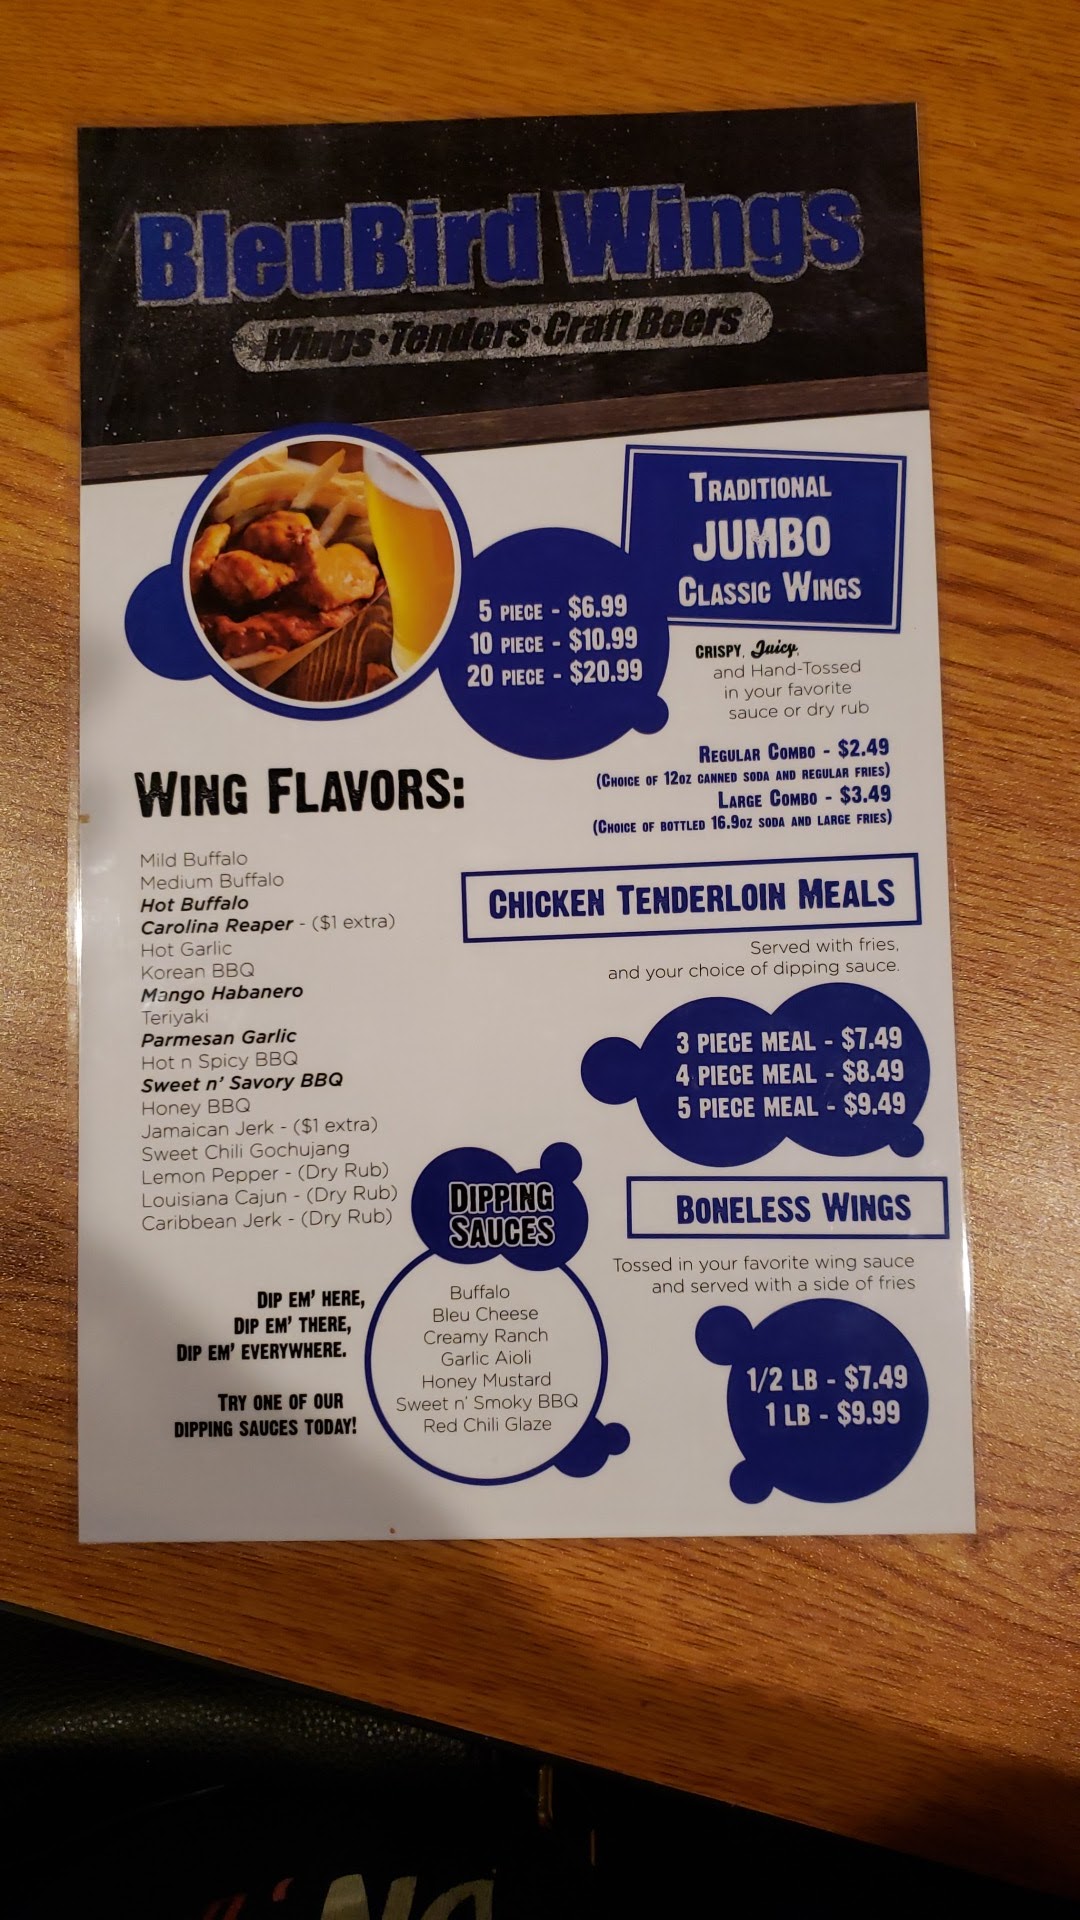 BleuBird Wings
Wings · Tenders · Craft Beers
TRADITIONAL
JUMBO
CLASSIC WINGS
5 PIECE - $6.99
10 PIECE - $10.99
20 PIECE - $20.99
CRISPY, Juicy,
and Hand-Tossed
in your favorite
sauce or dry rub
REGULAR COMBO - $2.49
(CHOICE OF 12OZ CANNED SODA AND REGULAR FRIES)
LARGE COMBO - $3.49
(CHOICE OF BOTTLED 16.9OZ SODA AND LARGE FRIES)
WING FLAVORS:
Mild Buffalo
Medium Buffalo
Hot Buffalo
Carolina Reaper - ($1 extra)
Hot Garlic
Korean BBQ
Mango Habanero
Teriyaki
Parmesan Garlic
Hot n Spicy BBQ
Sweet n' Savory BBQ
Honey BBQ
Jamaican Jerk - ($1 extra)
Sweet Chili Gochujang
Lemon Pepper - (Dry Rub)
Louisiana Cajun - (Dry Rub)
Caribbean Jerk - (Dry Rub)
CHICKEN TENDERLOIN MEALS
Served with fries,
and your choice of dipping sauce.
3 PIECE MEAL - $7.49
4 PIECE MEAL - $8.49
5 PIECE MEAL - $9.49
DIPPING
SAUCES
Buffalo
Bleu Cheese
Creamy Ranch
Garlic Aioli
Honey Mustard
Sweet n' Smoky BBQ
Red Chili Glaze
DIP EM' HERE,
DIP EM' THERE,
DIP EM' EVERYWHERE.
TRY ONE OF OUR
DIPPING SAUCES TODAY!
BONELESS WINGS
Tossed in your favorite wing sauce
and served with a side of fries
1/2 LB - $7.49
1 LB - $9.99